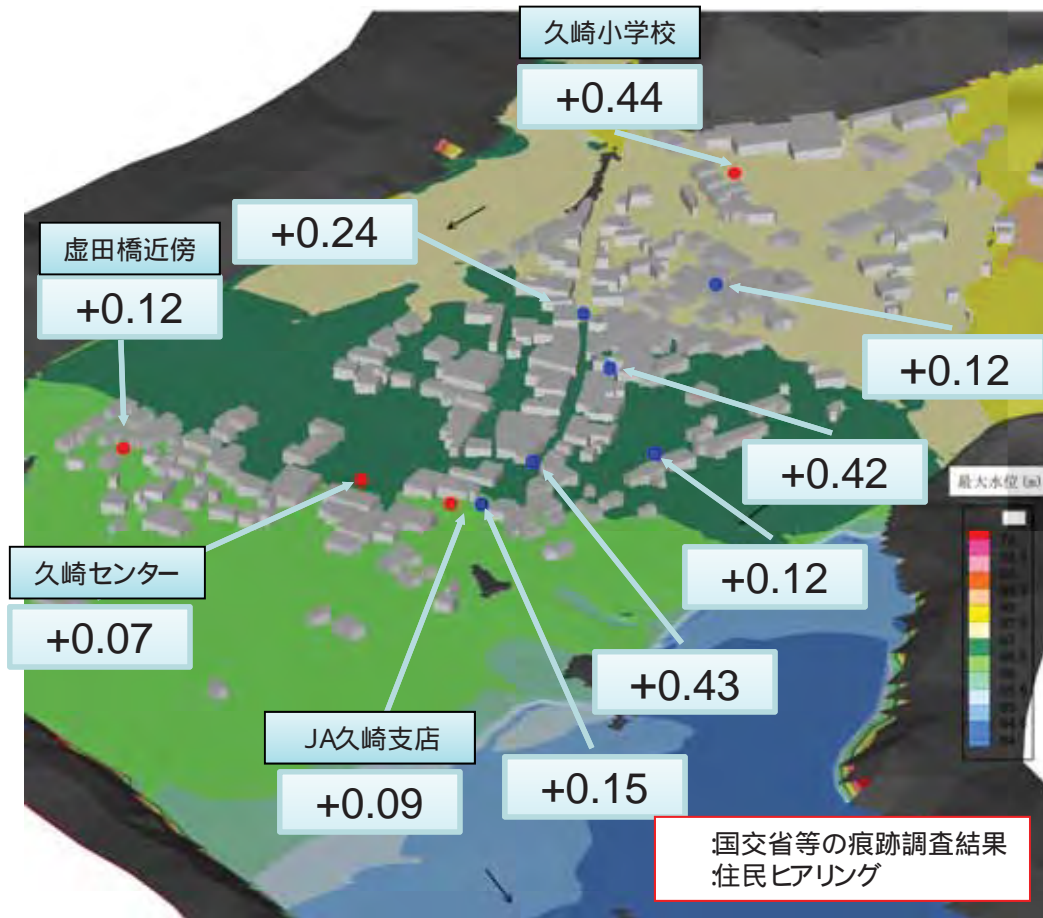 久崎小学校
+0.44
+0.24
虚田橋近傍
+0.12
+0.12
+0.42
最大水位 (m)
久崎センター
+0.07
+0.12
+0.43
JA久崎支店
+0.09
+0.15
:国交省等の痕跡調査結果
:住民ヒアリング